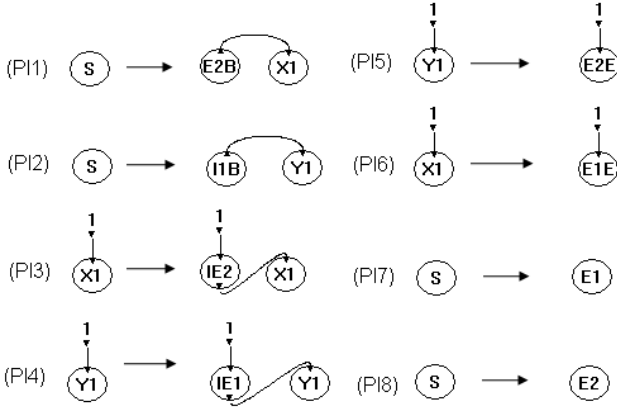 (PI1) S E2B X1
(PI2) S I1B Y1
1 1
(PI3) X1 IE2 X1
1 1
(PI4) Y1 IE1 Y1
1 1
(PI5) Y1 E2E
1 1
(PI6) X1 E1E
(PI7) S E1
(PI8) S E2